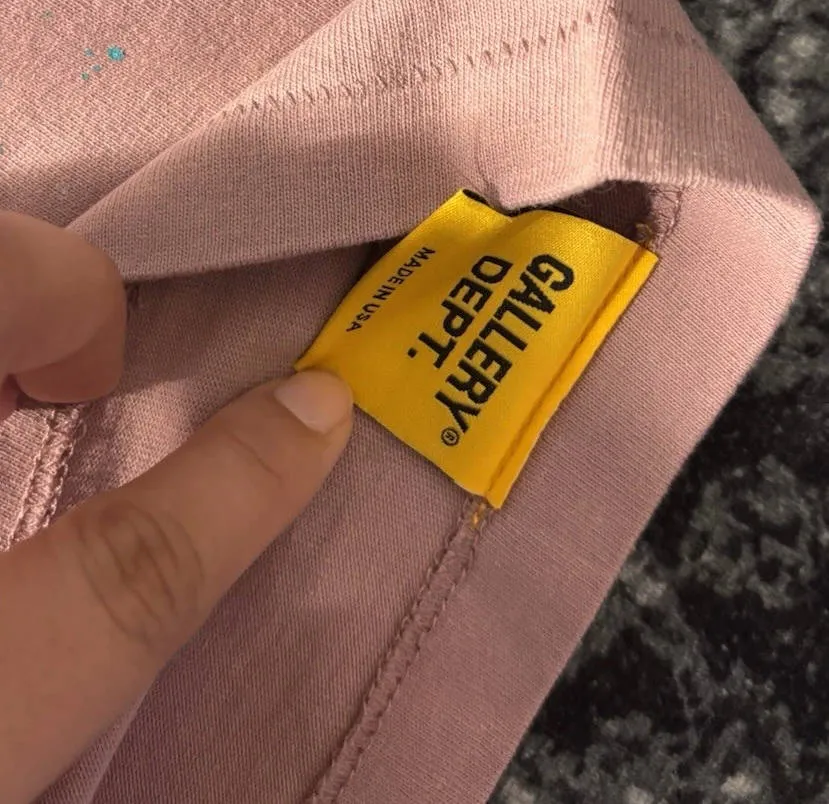 GALLERY
DEPT.
®
MADE IN USA